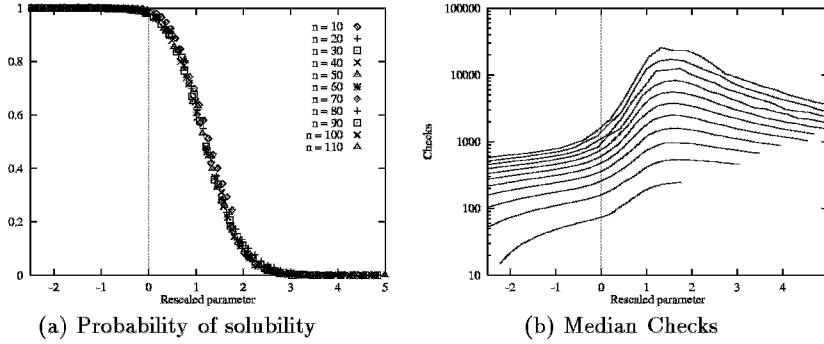 1
0.8
0.6
0.4
0.2
0
n = 10
n = 20
n = 30
n = 40
n = 50
n = 60
n = 70
n = 80
n = 90
n = 100
n = 110
-2 -1 0 1 2 3 4 5
Rescaled parameter
(a) Probability of solubility
100000
10000
1000
100
10
Checks
-2 -1 0 1 2 3 4
Rescaled parameter
(b) Median Checks